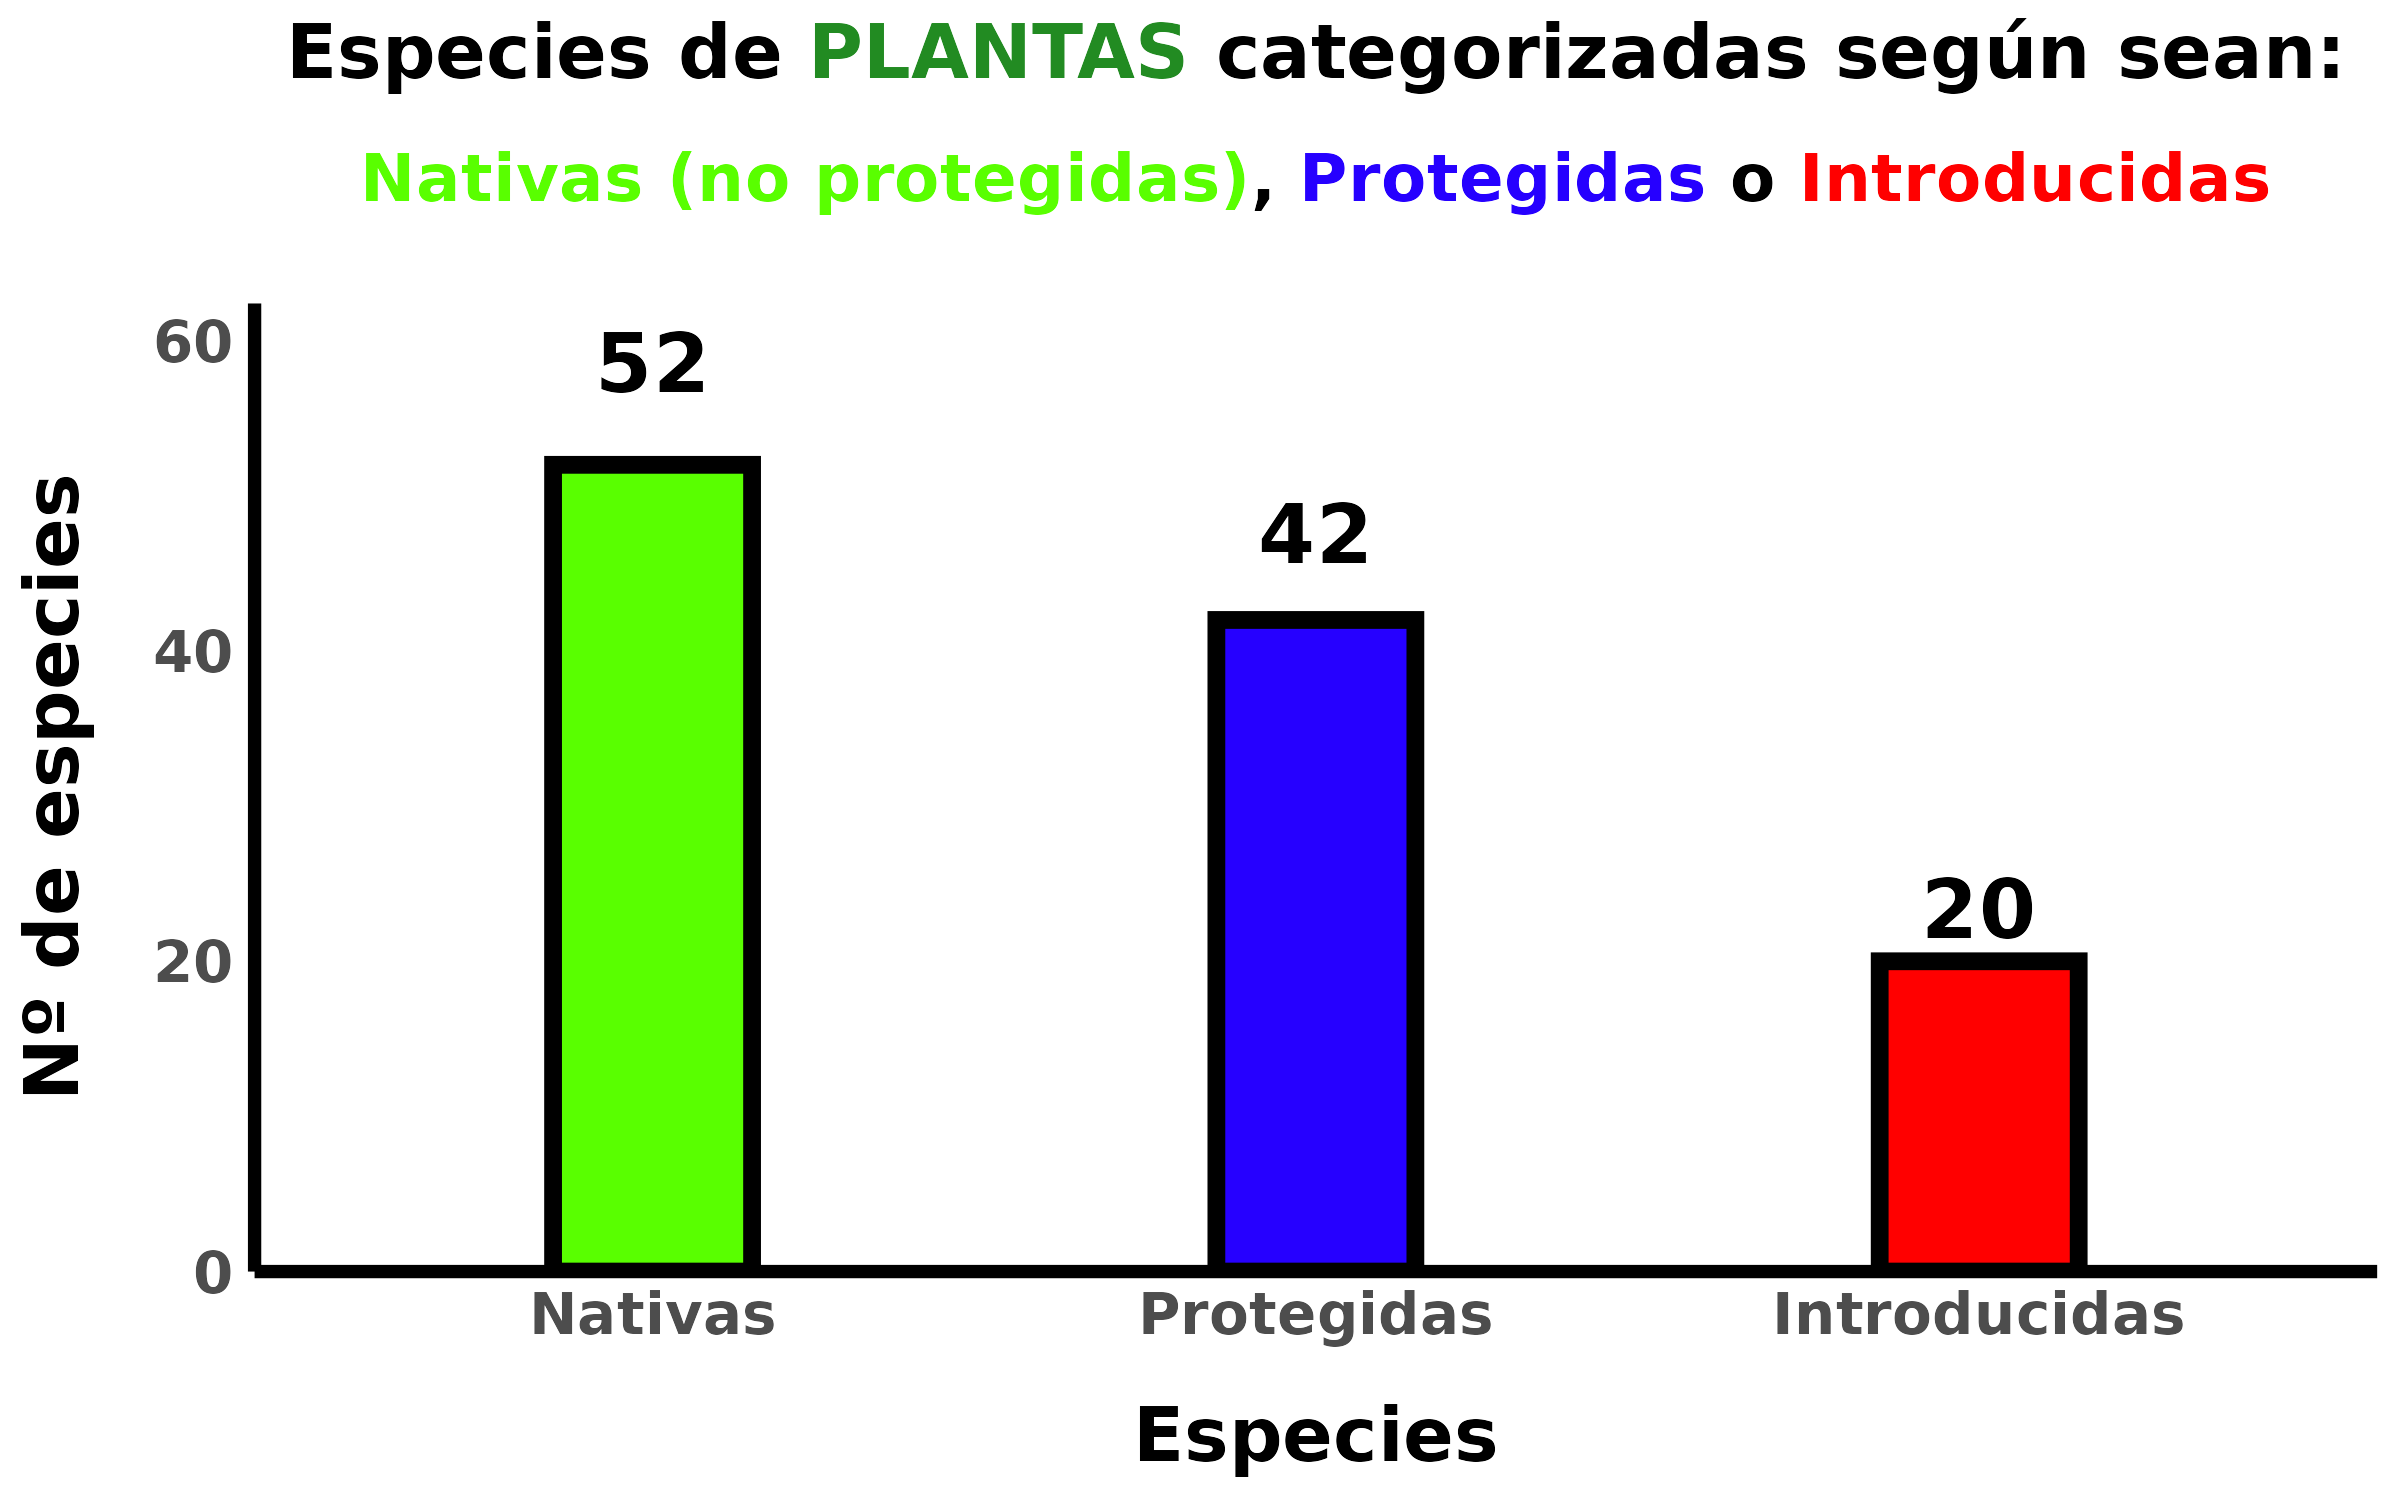 Especies de PLANTAS categorizadas según sean:
Nativas (no protegidas), Protegidas o Introducidas
Nº de especies
60
40
20
0
52
42
20
Nativas
Protegidas
Introducidas
Especies